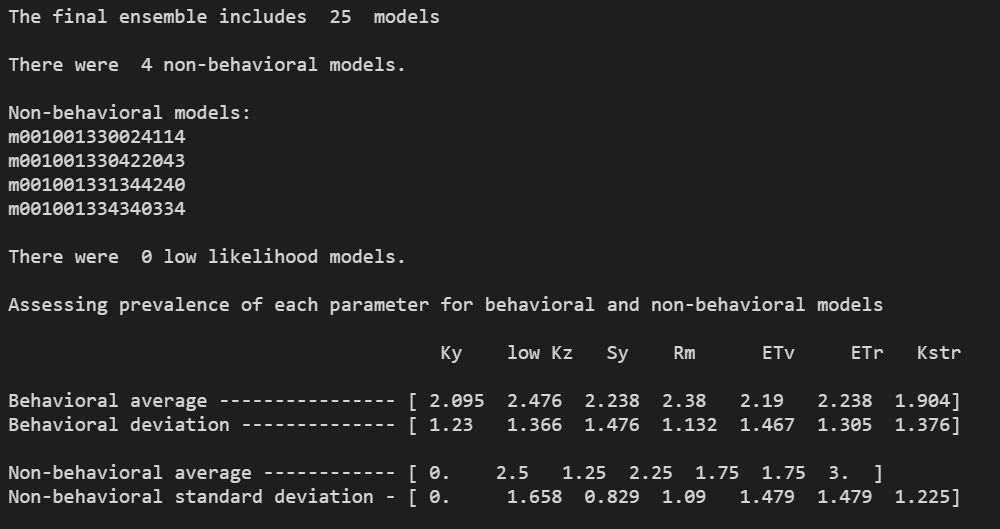 The final ensemble includes  25  models
There were  4 non-behavioral models.
Non-behavioral models:
m001001330024114
m001001330422043
m001001331344240
m001001334340334
There were  0 low likelihood models.
Assessing prevalence of each parameter for behavioral and non-behavioral models
Ky    low Kz   Sy    Rm      ETv     ETr   Kstr
Behavioral average ---------------- [ 2.095  2.476  2.238  2.38   2.19   2.238  1.904]
Behavioral deviation -------------- [ 1.23   1.366  1.476  1.132  1.467  1.305  1.376]
Non-behavioral average ------------ [ 0.    2.5   1.25  2.25  1.75  1.75  3.  ]
Non-behavioral standard deviation - [ 0.     1.658  0.829  1.09   1.479  1.479  1.225]